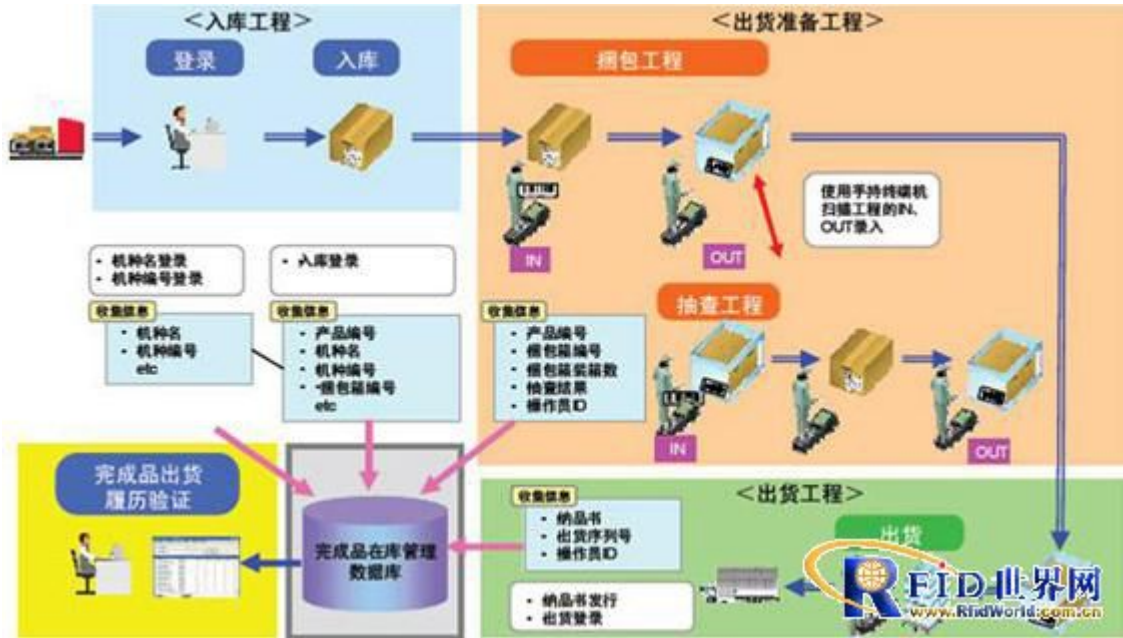 ＜入库工程＞
登录
入库
＜出货准备工程＞
捆包工程
使用手持终端机
扫描工程的IN、
OUT录入
IN
OUT
・机种名登录
・机种编号登录
・入库登录
收集信息
・机种名
・机种编号
etc
收集信息
・产品编号
・机种名
・机种编号
・捆包箱编号
etc
收集信息
・产品编号
・捆包箱编号
・捆包箱装箱数
・抽查结果
・操作员ID
抽查工程
IN
OUT
完成品出货
履历验证
完成品在库管理
数据库
＜出货工程＞
收集信息
・纳品书
・出货序列号
・操作员ID
・纳品书发行
・出货登录
出货
RFID世界网
www.RfidWorld.com.cn